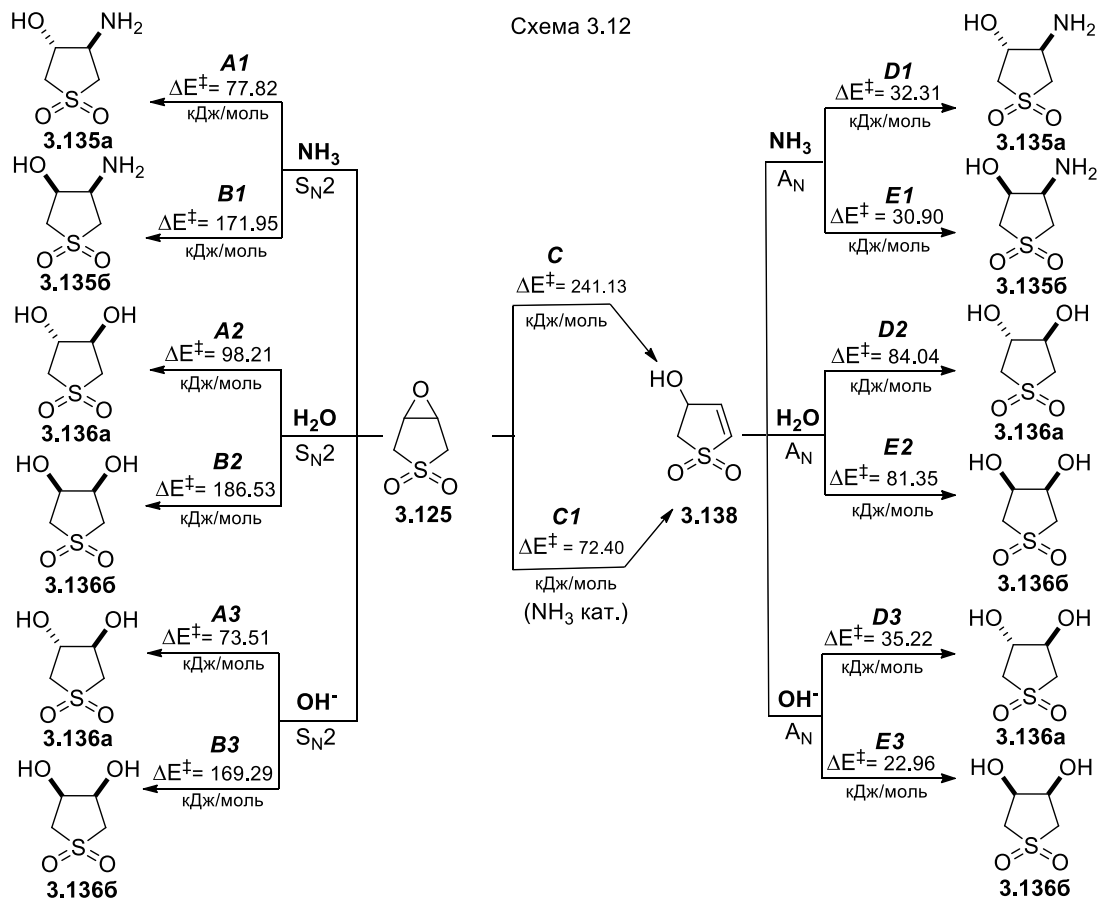 Схема 3.12
HO
NH2
S
O
O
3.135а
A1
ΔE‡= 77.82
кДж/моль
HO
NH2
S
O
O
3.135б
B1
ΔE‡= 171.95
кДж/моль
NH3
SN2
HO
OH
S
O
O
3.136а
A2
ΔE‡= 98.21
кДж/моль
HO
OH
S
O
O
3.136б
B2
ΔE‡= 186.53
кДж/моль
H2O
SN2
HO
OH
S
O
O
3.136а
A3
ΔE‡= 73.51
кДж/моль
HO
OH
S
O
O
3.136б
B3
ΔE‡= 169.29
кДж/моль
OH-
SN2
O
S
O
O
3.125
C
ΔE‡= 241.13
кДж/моль
C1
ΔE‡= 72.40
кДж/моль
(NH3 кат.)
HO
S
O
O
3.138
NH3
AN
D1
ΔE‡= 32.31
кДж/моль
HO
NH2
S
O
O
3.135а
E1
ΔE‡= 30.90
кДж/моль
HO
NH2
S
O
O
3.135б
H2O
AN
D2
ΔE‡= 84.04
кДж/моль
HO
OH
S
O
O
3.136а
E2
ΔE‡= 81.35
кДж/моль
HO
OH
S
O
O
3.136б
OH-
AN
D3
ΔE‡= 35.22
кДж/моль
HO
OH
S
O
O
3.136а
E3
ΔE‡= 22.96
кДж/моль
HO
OH
S
O
O
3.136б